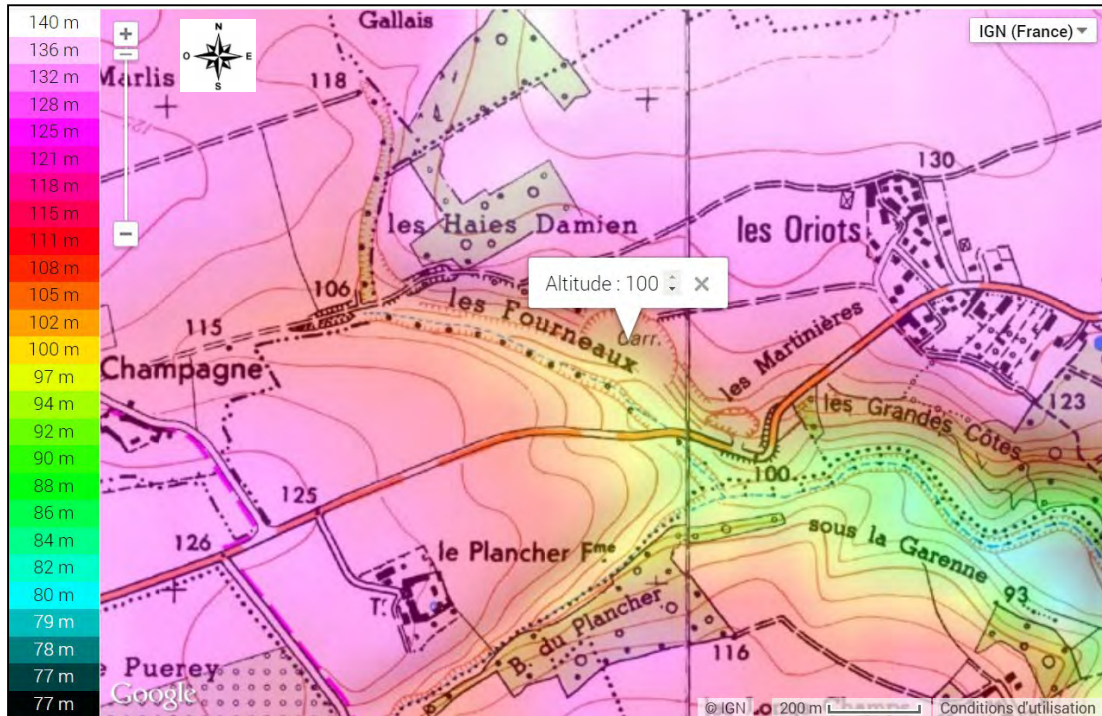 140 m
136 m
132 m
128 m
125 m
121 m
118 m
115 m
111 m
108 m
105 m
102 m
100 m
97 m
94 m
92 m
90 m
88 m
86 m
84 m
82 m
80 m
79 m
78 m
77 m
77 m
N
O
E
S
IGN (France)
Gallais
Marlis
118
130
les Haies Damien
les Oriots
Altitude : 100
106
les Fourneaux
Carr.
les Martinières
115
Champagne
123
les Grandes Côtes
100
125
126
le Plancher Fme
sous la Garenne
93
B. du Plancher
116
Puerey
Google
© IGN
200 m
Conditions d'utilisation